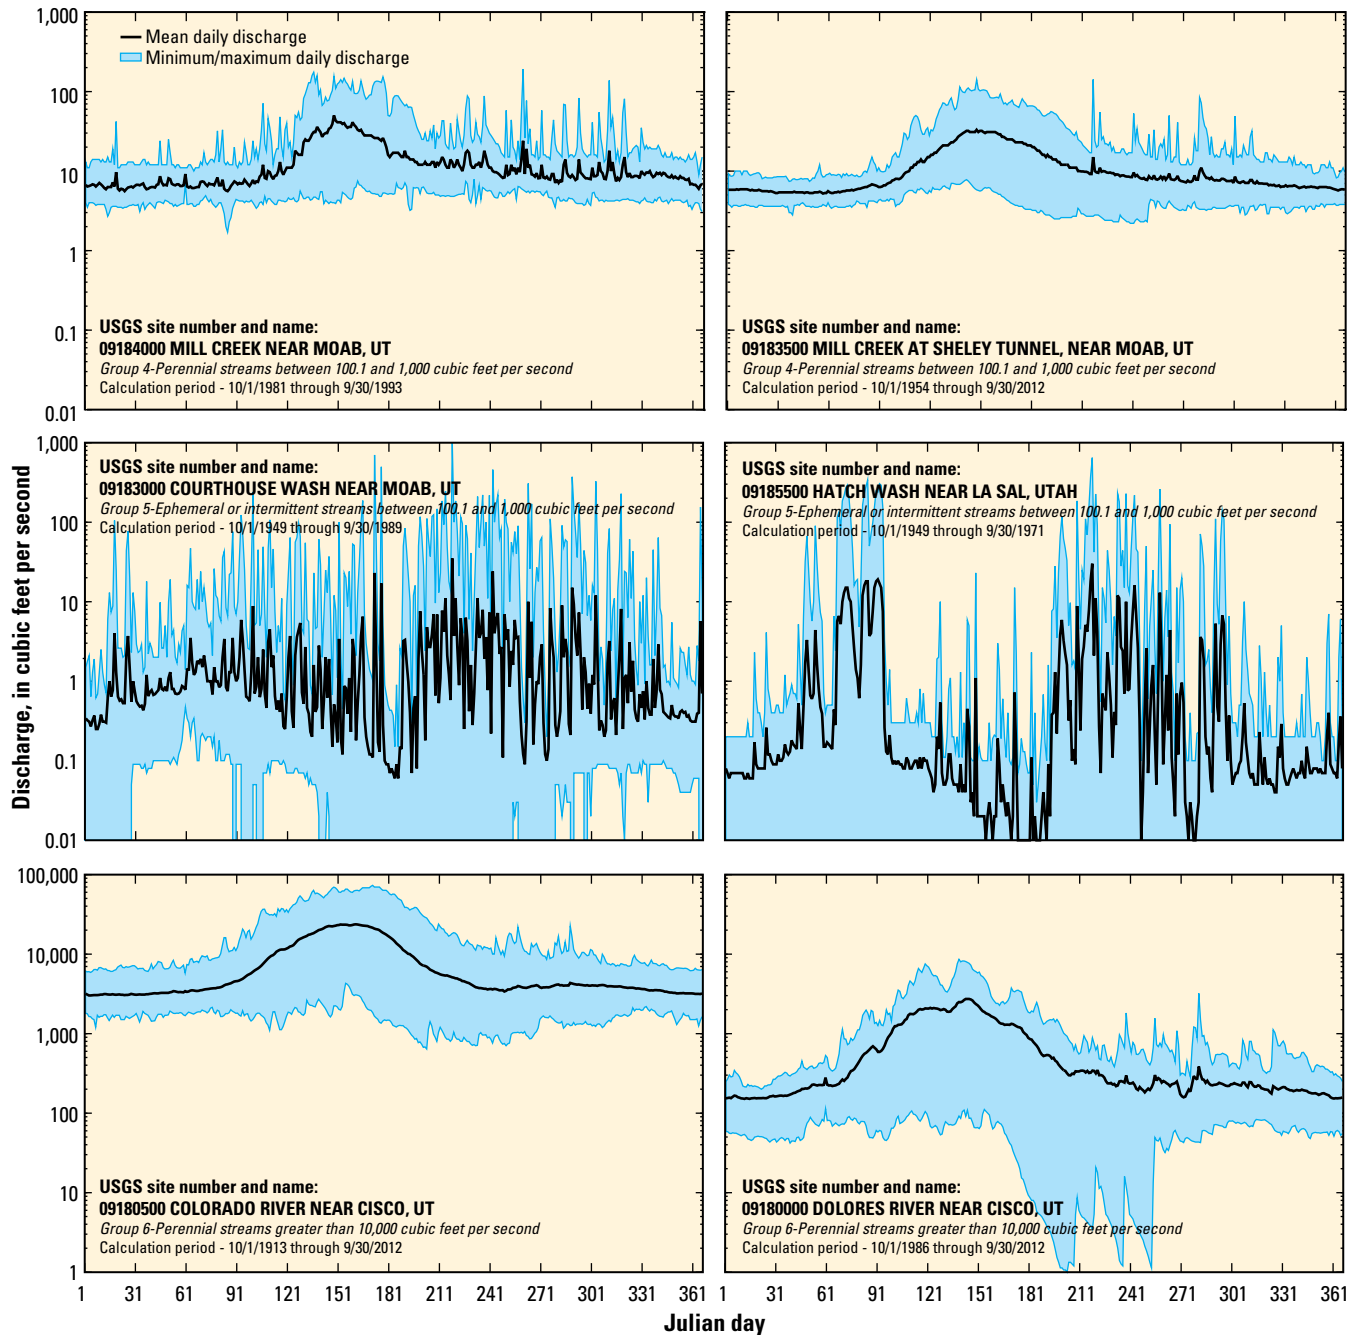 1,000
100
10
1
0.1
0.01
Mean daily discharge
Minimum/maximum daily discharge
USGS site number and name:
09184000 MILL CREEK NEAR MOAB, UT
Group 4-Perennial streams between 100.1 and 1,000 cubic feet per second
Calculation period - 10/1/1981 through 9/30/1993
USGS site number and name:
09183500 MILL CREEK AT SHELEY TUNNEL, NEAR MOAB, UT
Group 4-Perennial streams between 100.1 and 1,000 cubic feet per second
Calculation period - 10/1/1954 through 9/30/2012
Discharge, in cubic feet per second
1,000
100
10
1
0.1
0.01
USGS site number and name:
09183000 COURTHOUSE WASH NEAR MOAB, UT
Group 5-Ephemeral or intermittent streams between 100.1 and 1,000 cubic feet per second
Calculation period - 10/1/1949 through 9/30/1989
USGS site number and name:
09185500 HATCH WASH NEAR LA SAL, UTAH
Group 5-Ephemeral or intermittent streams between 100.1 and 1,000 cubic feet per second
Calculation period - 10/1/1949 through 9/30/1971
100,000
10,000
1,000
100
10
1
USGS site number and name:
09180500 COLORADO RIVER NEAR CISCO, UT
Group 6-Perennial streams greater than 10,000 cubic feet per second
Calculation period - 10/1/1913 through 9/30/2012
USGS site number and name:
09180000 DOLORES RIVER NEAR CISCO, UT
Group 6-Perennial streams greater than 10,000 cubic feet per second
Calculation period - 10/1/1986 through 9/30/2012
1 31 61 91 121 151 181 211 241 271 301 331 361
1 31 61 91 121 151 181 211 241 271 301 331 361
Julian day